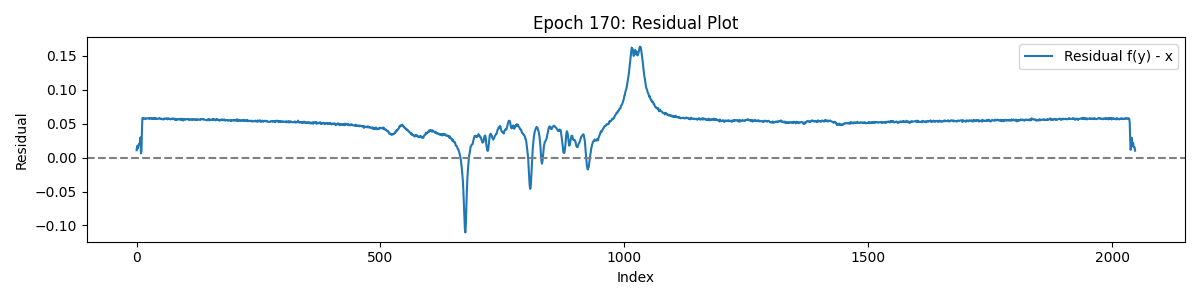 Epoch 170: Residual Plot
Residual f(y) - x
0.15
0.10
0.05
0.00
−0.05
−0.10
Residual
0
500
1000
1500
2000
Index